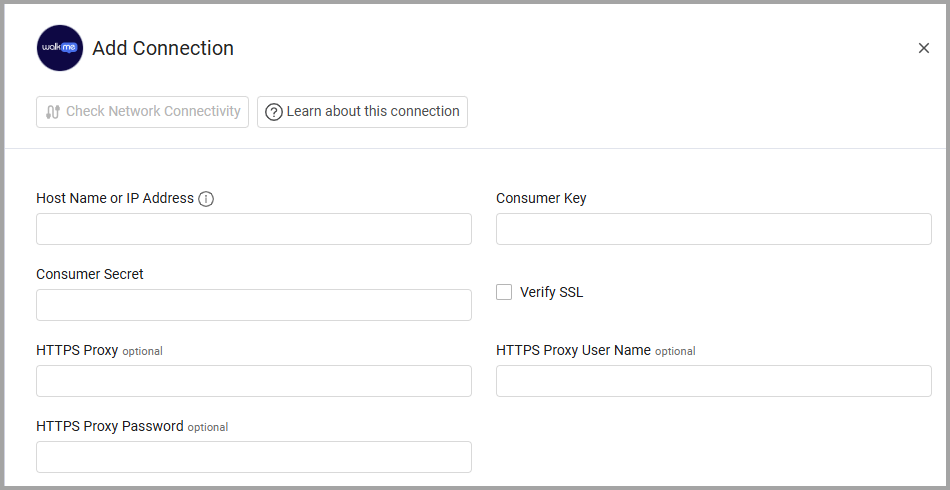 walkme Add Connection
Check Network Connectivity Learn about this connection
Host Name or IP Address Consumer Key
Consumer Secret
Verify SSL
HTTPS Proxy optional HTTPS Proxy User Name optional
HTTPS Proxy Password optional